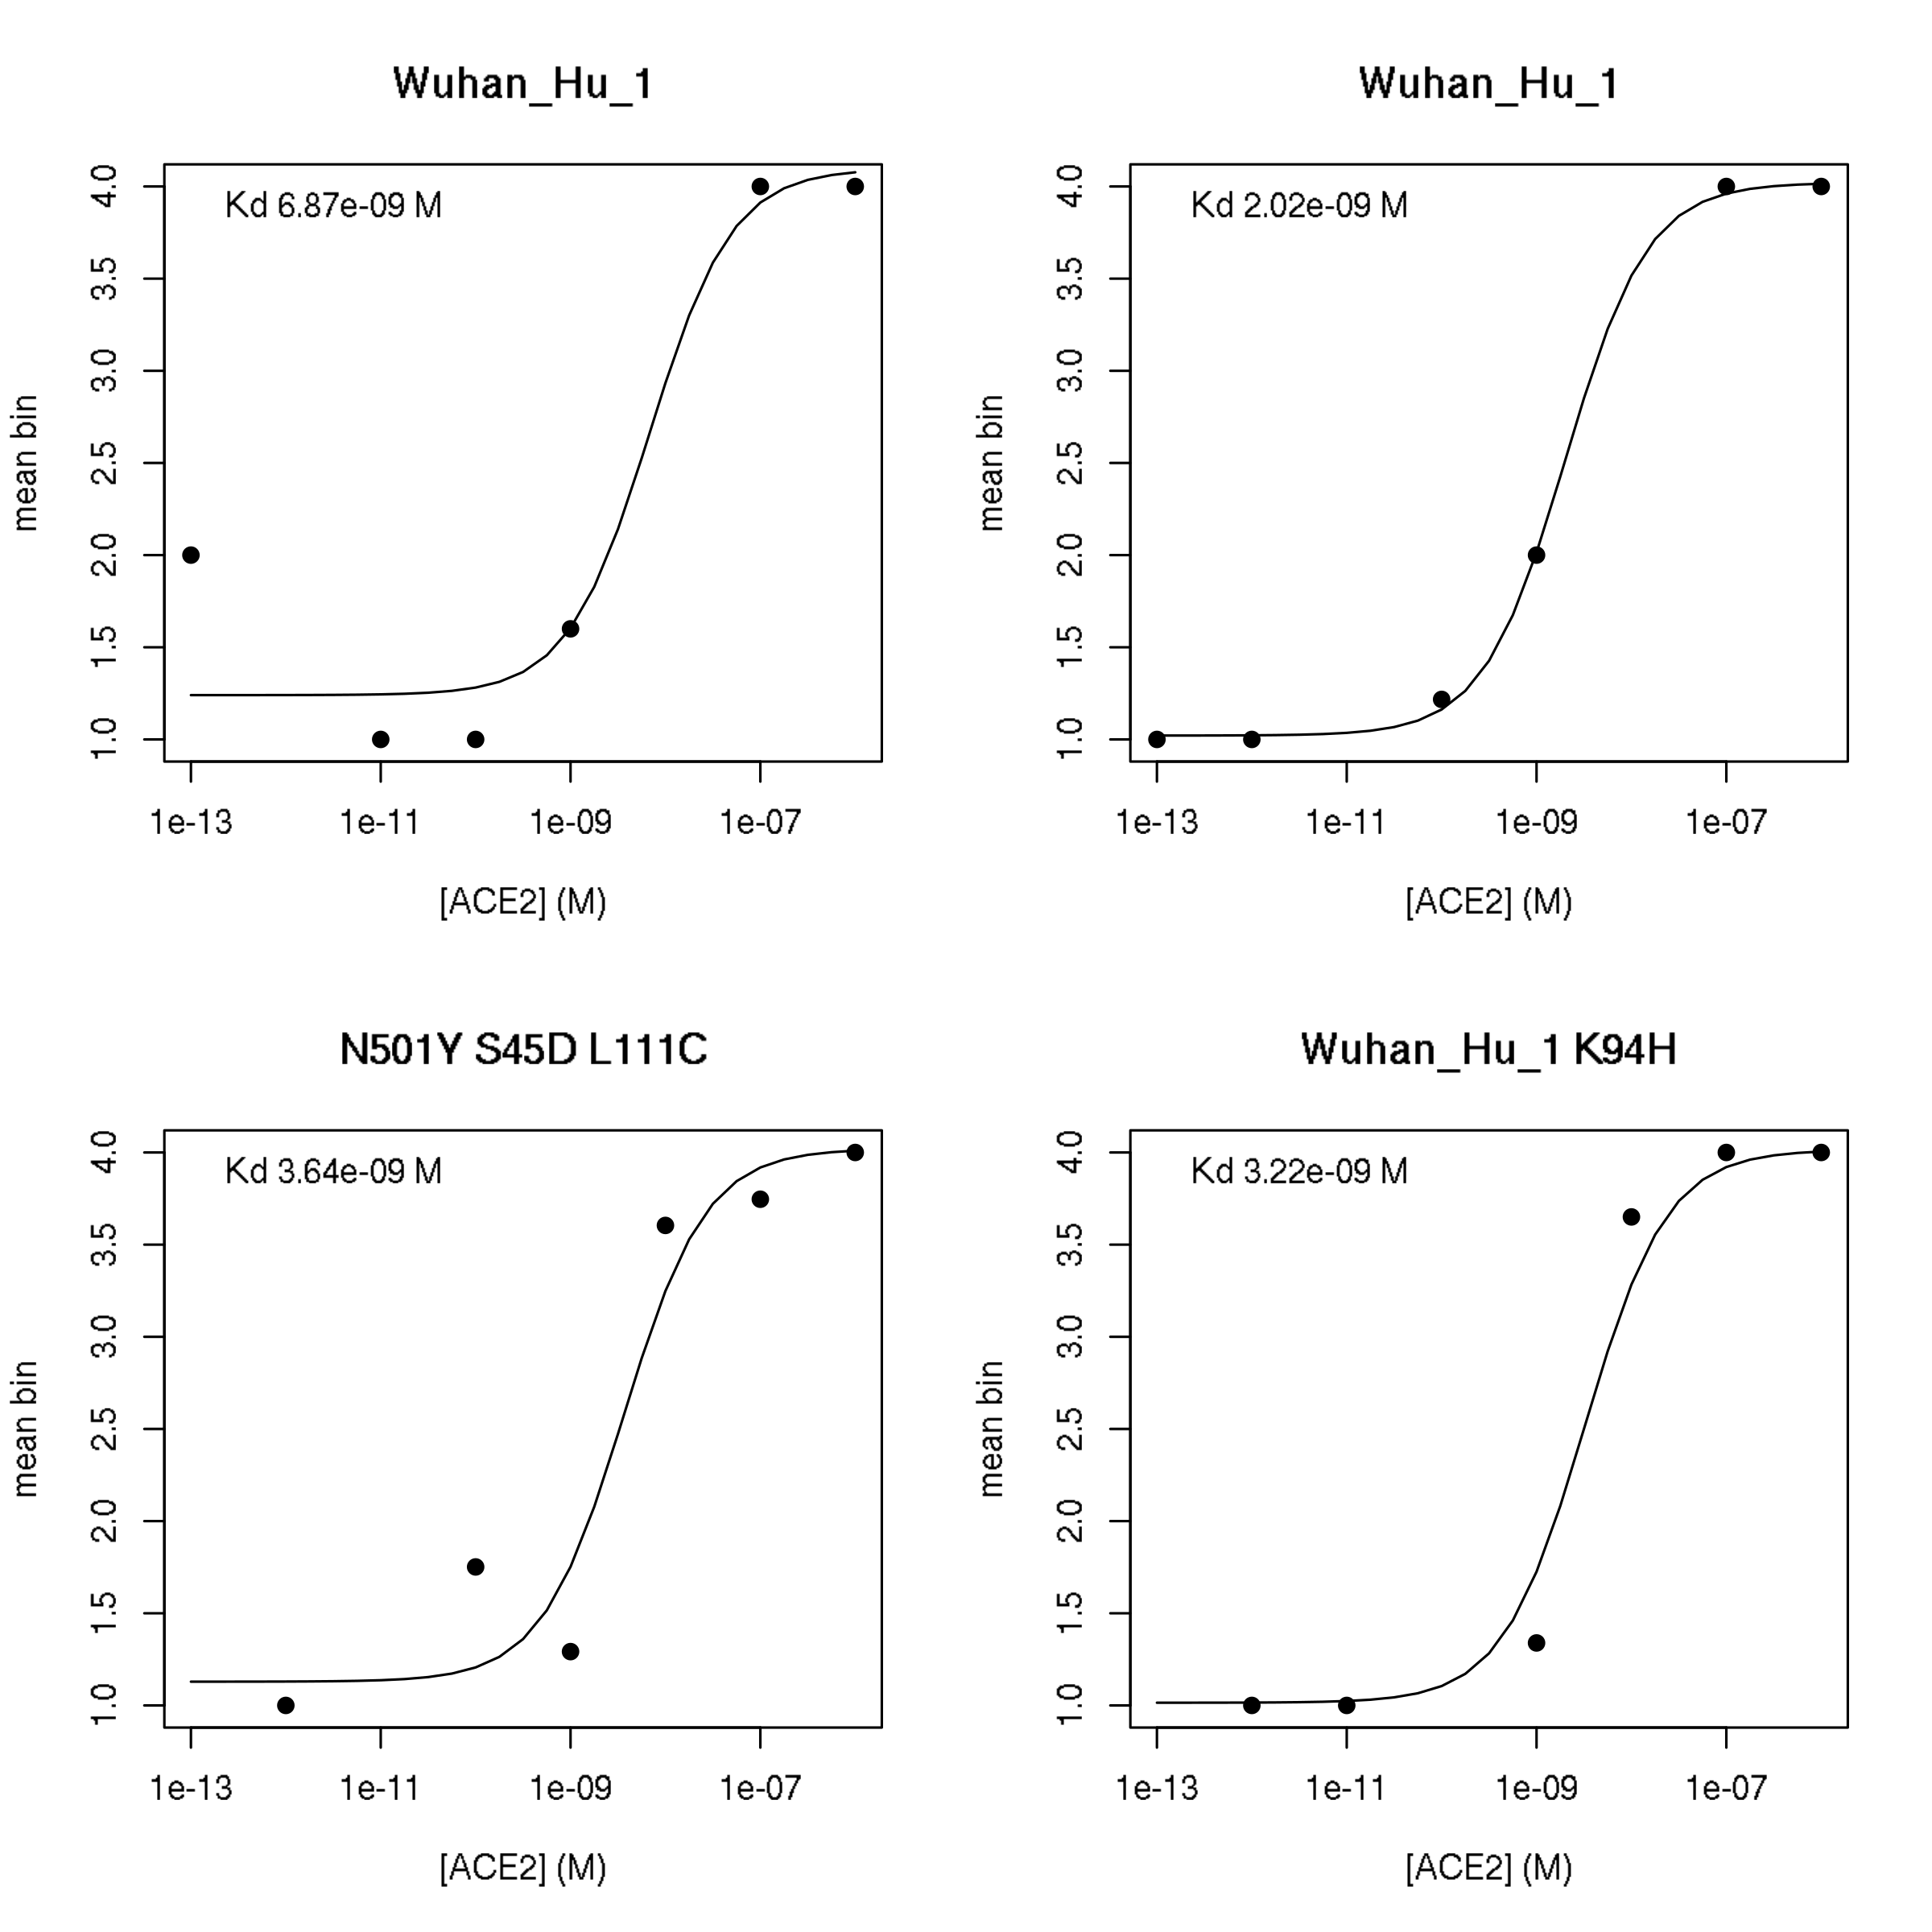 Wuhan_Hu_1
Kd 6.87e-09 M
4.0
3.5
3.0
2.5
2.0
1.5
1.0
mean bin
1e-13 1e-11 1e-09 1e-07
[ACE2] (M)
Wuhan_Hu_1
Kd 2.02e-09 M
4.0
3.5
3.0
2.5
2.0
1.5
1.0
mean bin
1e-13 1e-11 1e-09 1e-07
[ACE2] (M)
N501Y S45D L111C
Kd 3.64e-09 M
4.0
3.5
3.0
2.5
2.0
1.5
1.0
mean bin
1e-13 1e-11 1e-09 1e-07
[ACE2] (M)
Wuhan_Hu_1 K94H
Kd 3.22e-09 M
4.0
3.5
3.0
2.5
2.0
1.5
1.0
mean bin
1e-13 1e-11 1e-09 1e-07
[ACE2] (M)